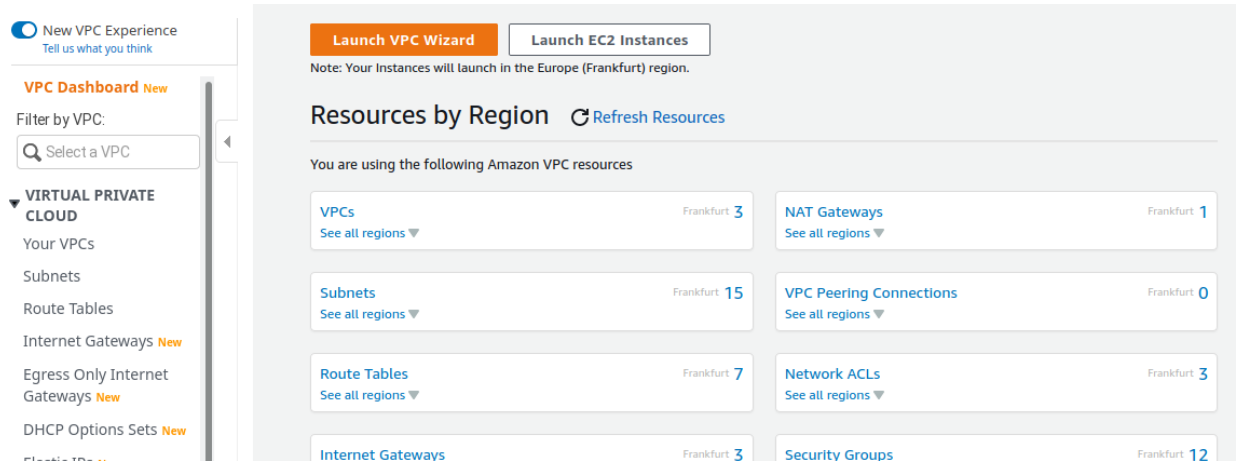 New VPC Experience
Tell us what you think
VPC Dashboard New
Filter by VPC:
Select a VPC
VIRTUAL PRIVATE
CLOUD
Your VPCs
Subnets
Route Tables
Internet Gateways New
Egress Only Internet
Gateways New
DHCP Options Sets New
Elastic IPs New
Launch VPC Wizard
Launch EC2 Instances
Note: Your Instances will launch in the Europe (Frankfurt) region.
Resources by Region Refresh Resources
You are using the following Amazon VPC resources
VPCs Frankfurt 3
See all regions
NAT Gateways Frankfurt 1
See all regions
Subnets Frankfurt 15
See all regions
VPC Peering Connections Frankfurt 0
See all regions
Route Tables Frankfurt 7
See all regions
Network ACLs Frankfurt 3
See all regions
Internet Gateways Frankfurt 3
Security Groups Frankfurt 12